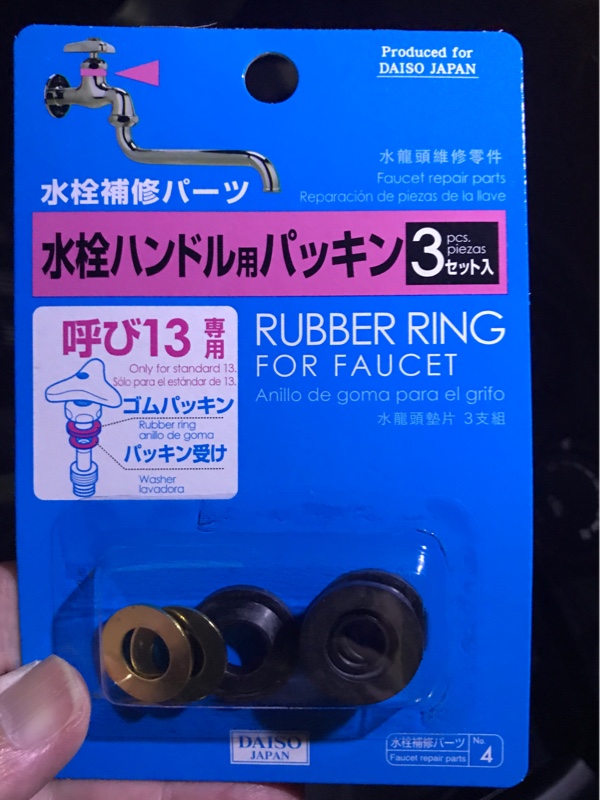 Produced for
DAISO JAPAN
水龍頭維修零件
Faucet repair parts
Reparación de piezas de la llave
水栓補修パーツ
水栓ハンドル用パッキン
3 pcs. piezas セット入
呼び13 専用
Only for standard 13.
Sólo para el estándar de 13.
ゴムパッキン
Rubber ring
anillo de goma
パッキン受け
Washer
lavadora
RUBBER RING
FOR FAUCET
Anillo de goma para el grifo
水龍頭墊片 3支組
DAISO
JAPAN
水栓補修パーツ
Faucet repair parts
No.
4